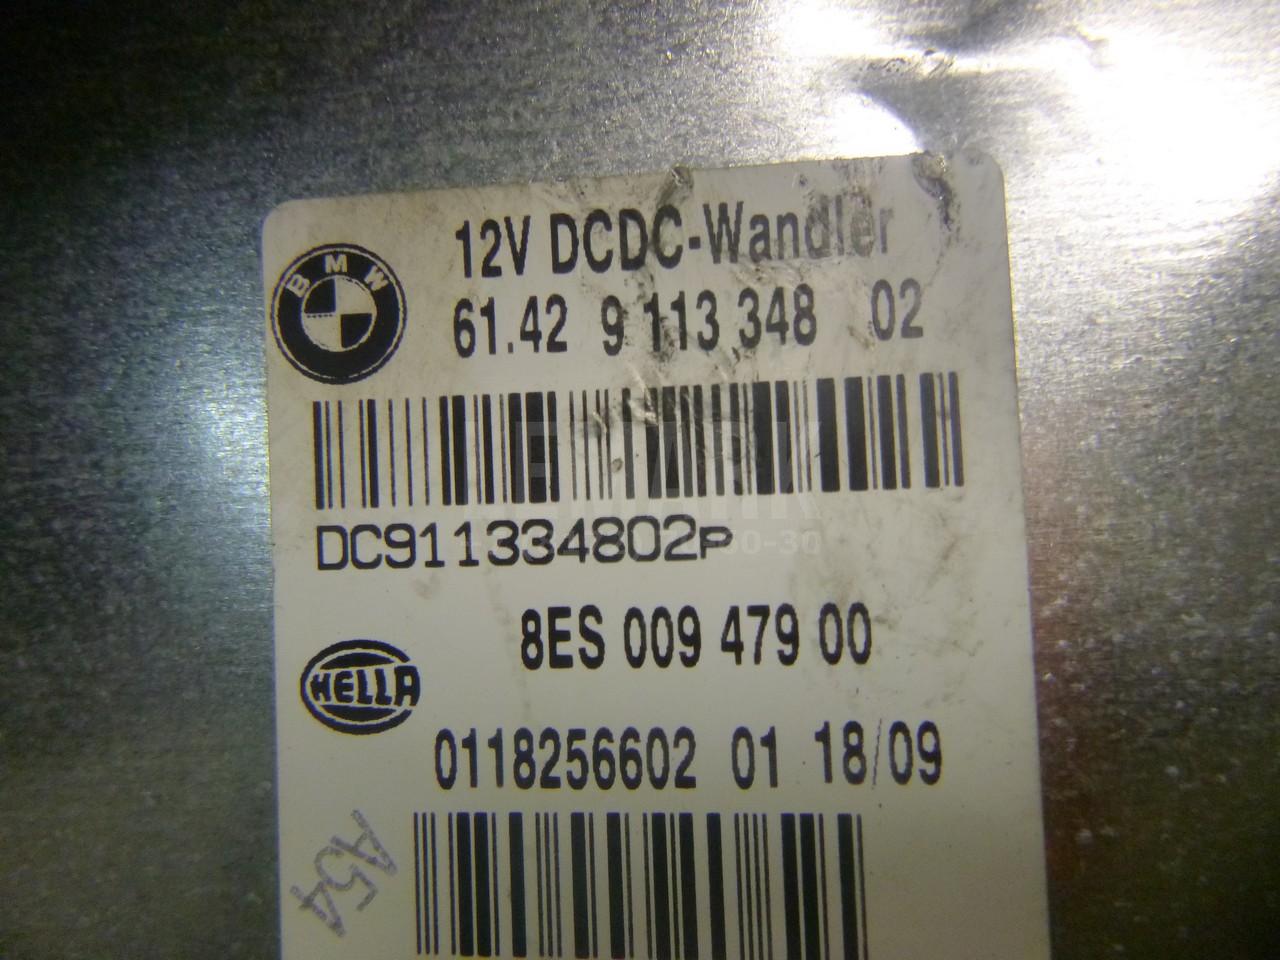 12V DCDC-Wandler
BMW
61.42 9 113 348 02
DC911334802P
8ES 009 479 00
HELLA
0118256602 01 18/09
A54
LEMARK